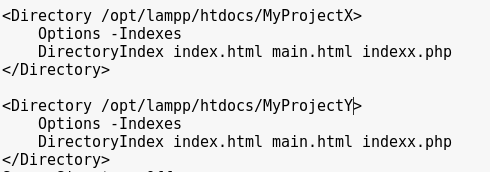 <Directory /opt/lampp/htdocs/MyProjectX>
    Options -Indexes
    DirectoryIndex index.html main.html indexx.php
</Directory>

<Directory /opt/lampp/htdocs/MyProjectY>
    Options -Indexes
    DirectoryIndex index.html main.html indexx.php
</Directory>